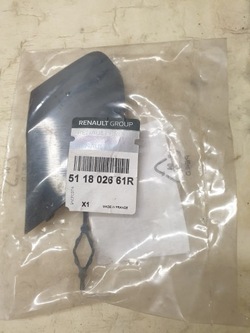 RENAULT GROUP
51 18 026 61R
X1
MADE IN FRANCE